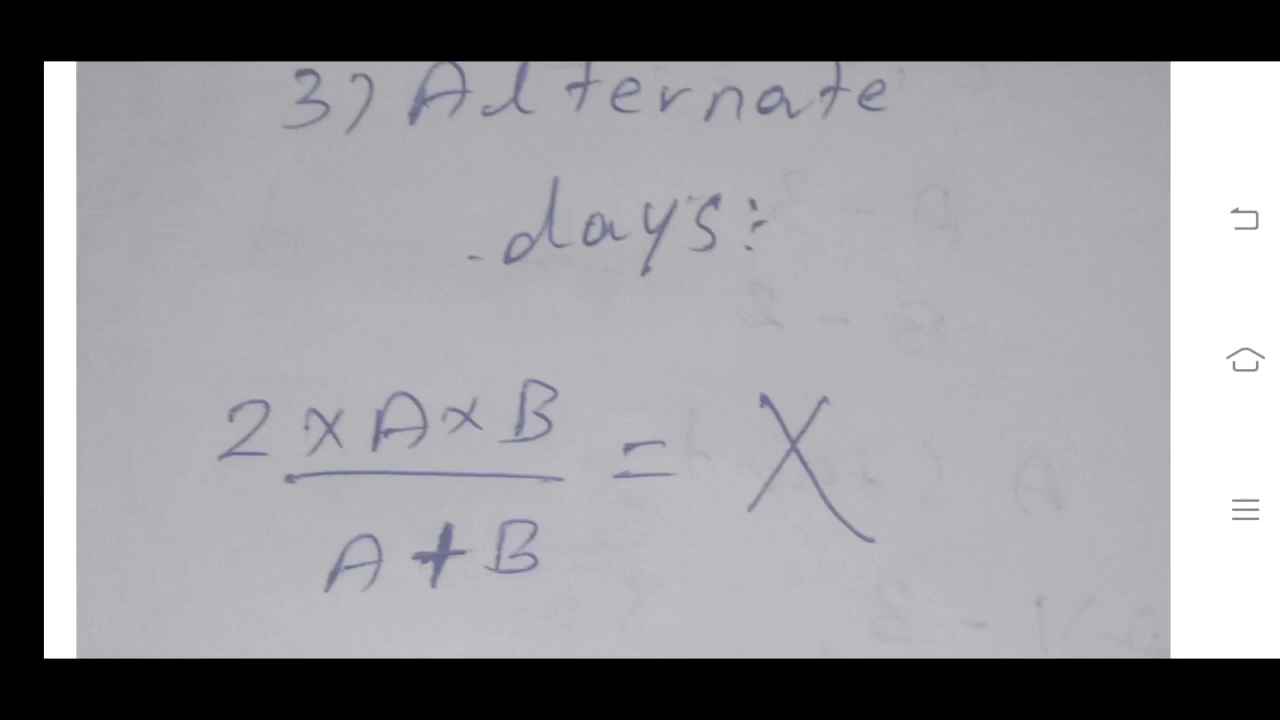 3) Alternate
days:
2 x A x B = X
A + B